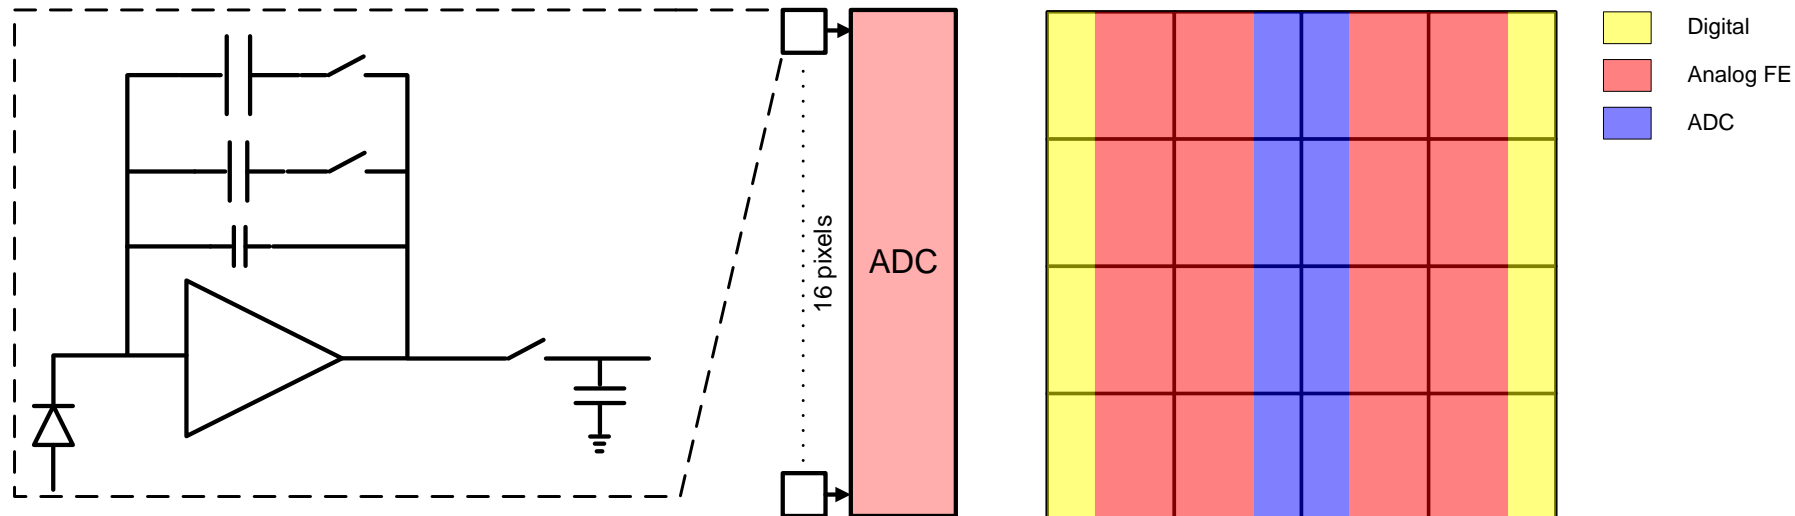 16 pixels
ADC
Digital
Analog FE
ADC